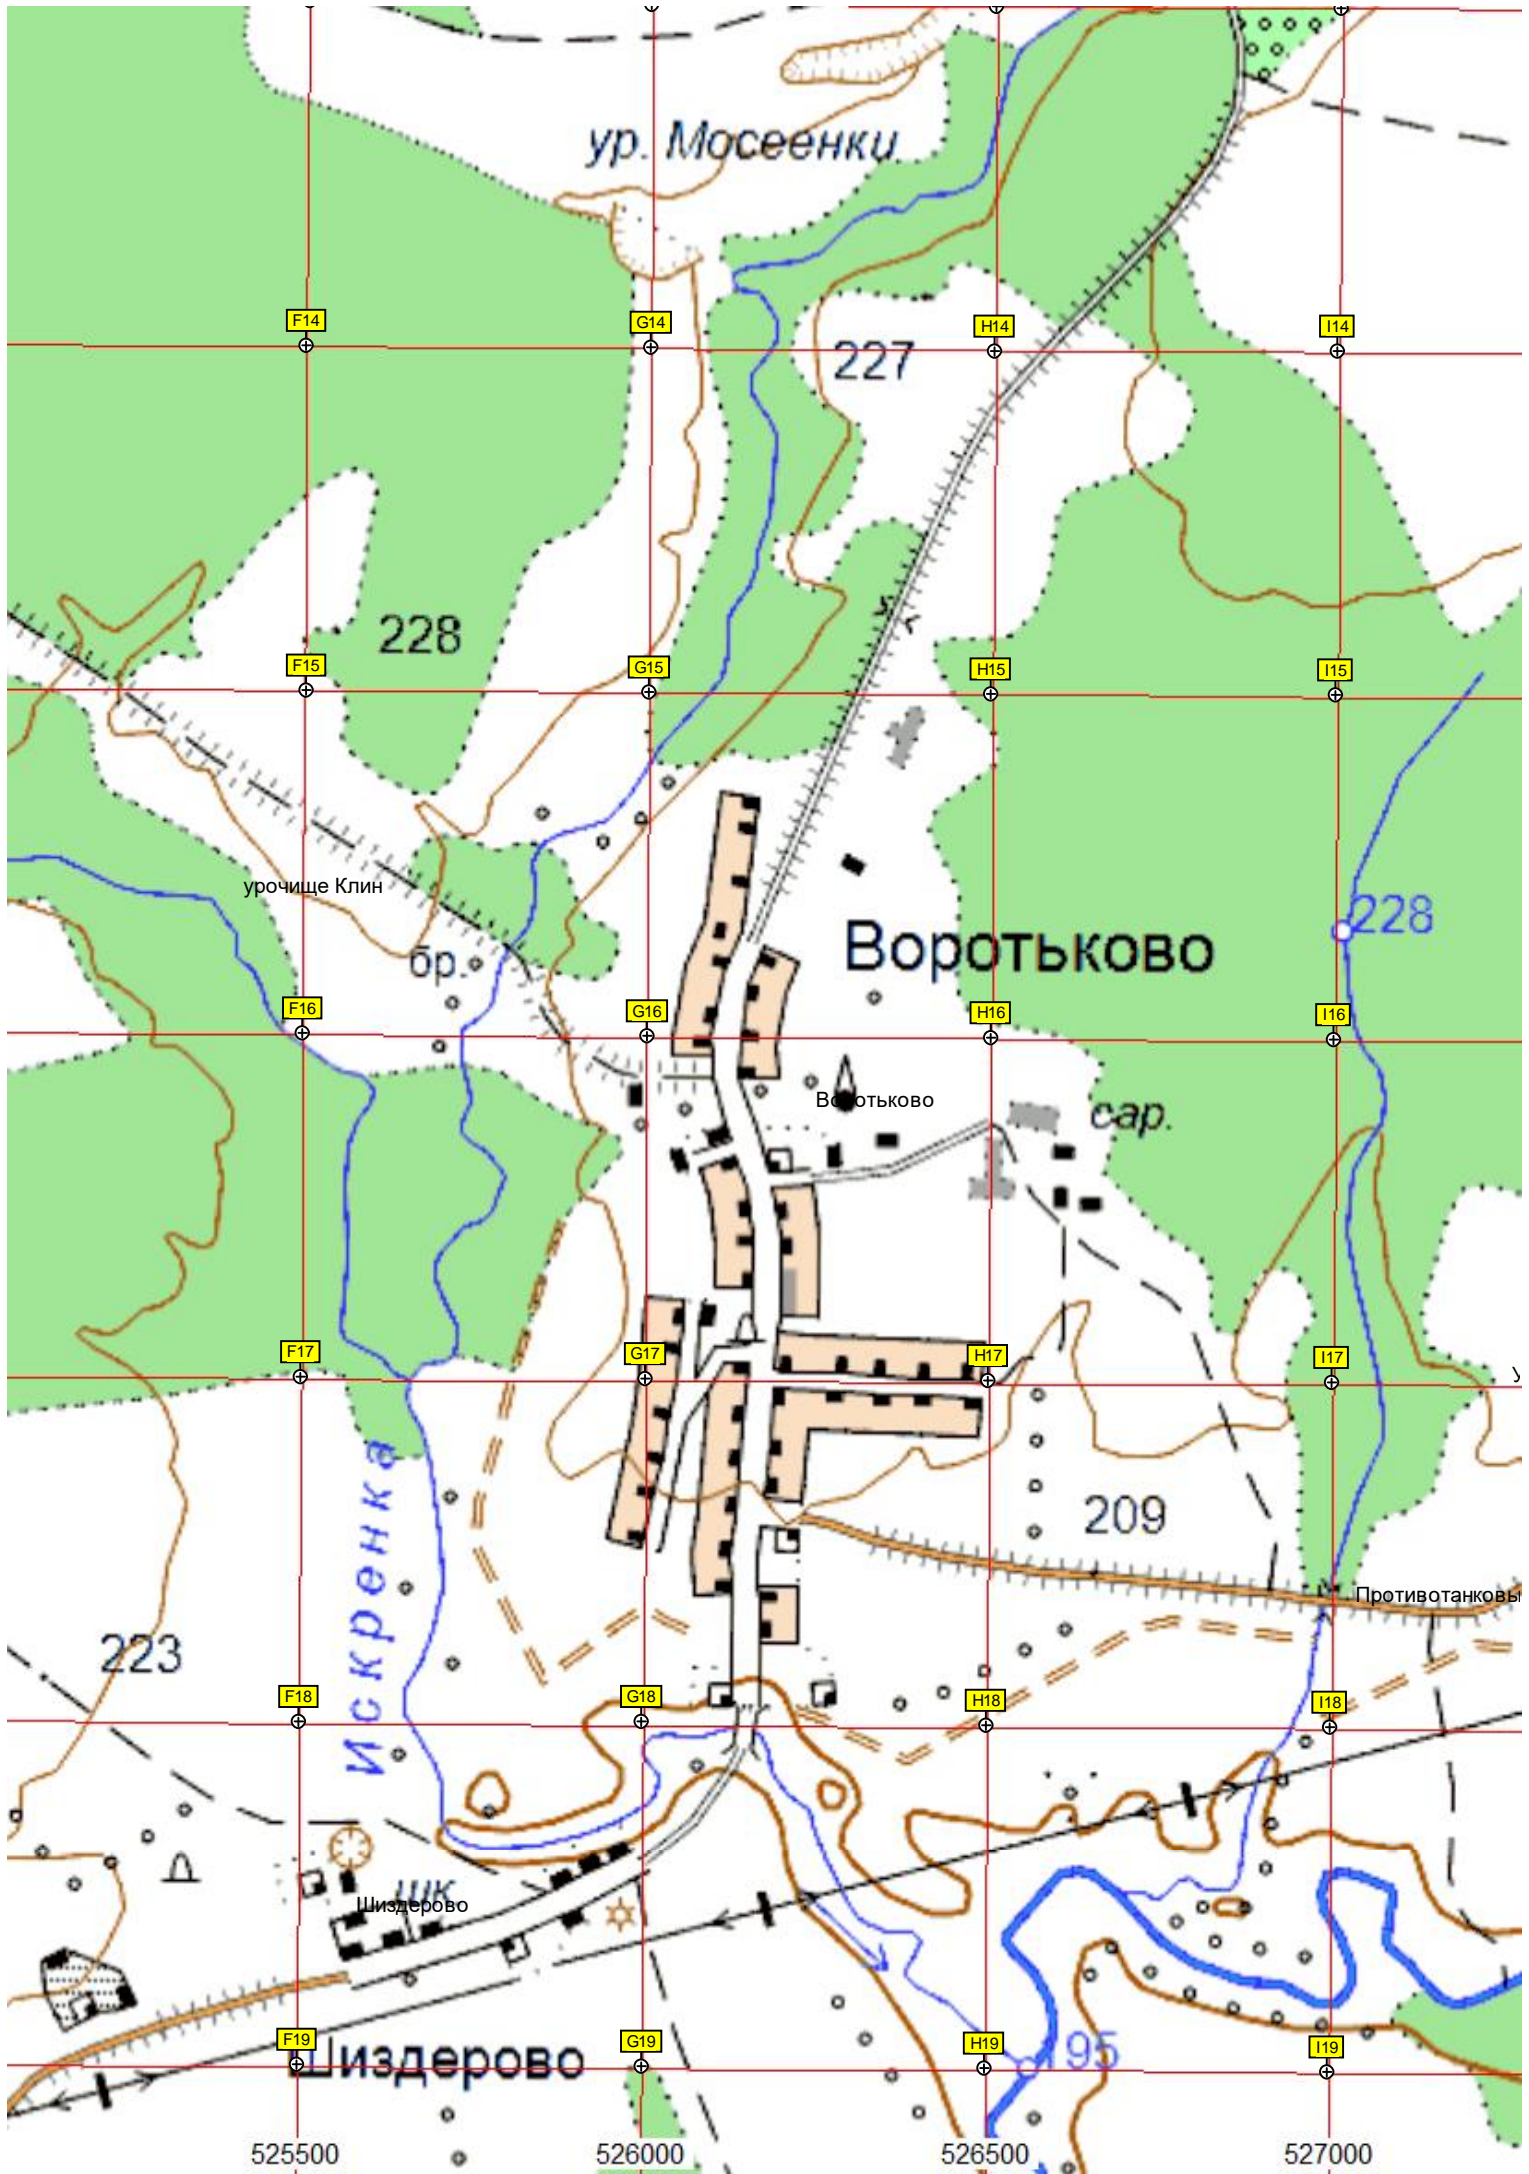 ур. Мосеенки
F14
G14
H14
I14
227
228
F15
G15
H15
I15
урочище Клин
228
Воротьково
бр.
F16
G16
H16
I16
Воротьково
сар.
F17
G17
H17
I17
У
Искренка
209
Противотанковы
223
F18
G18
H18
I18
шк
Шиздерово
F19
G19
H19
I19
Шиздерово
195
525500
526000
526500
527000